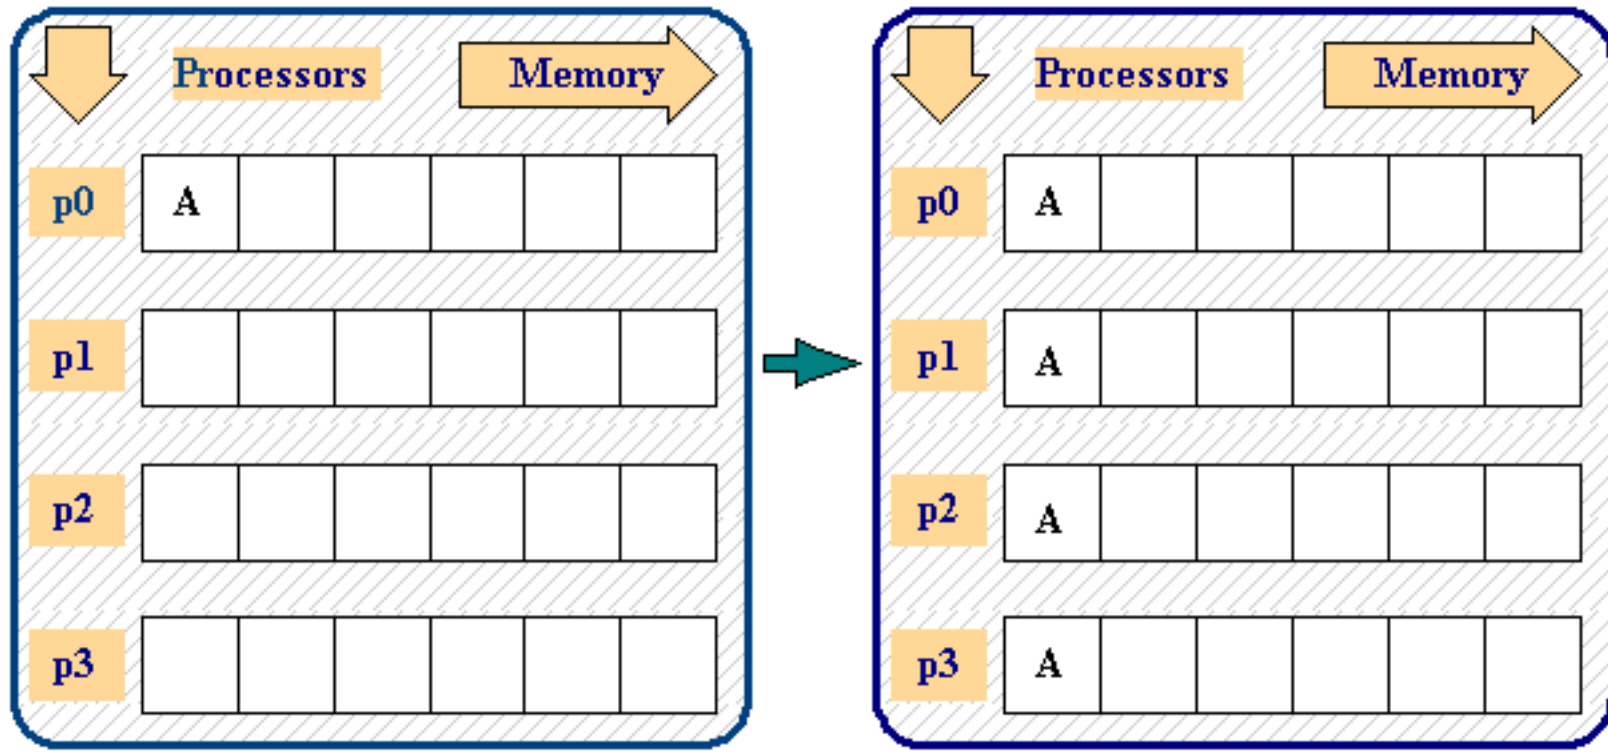 Processors Memory
p0 A
p1
p2
p3
Processors Memory
p0 A
p1 A
p2 A
p3 A